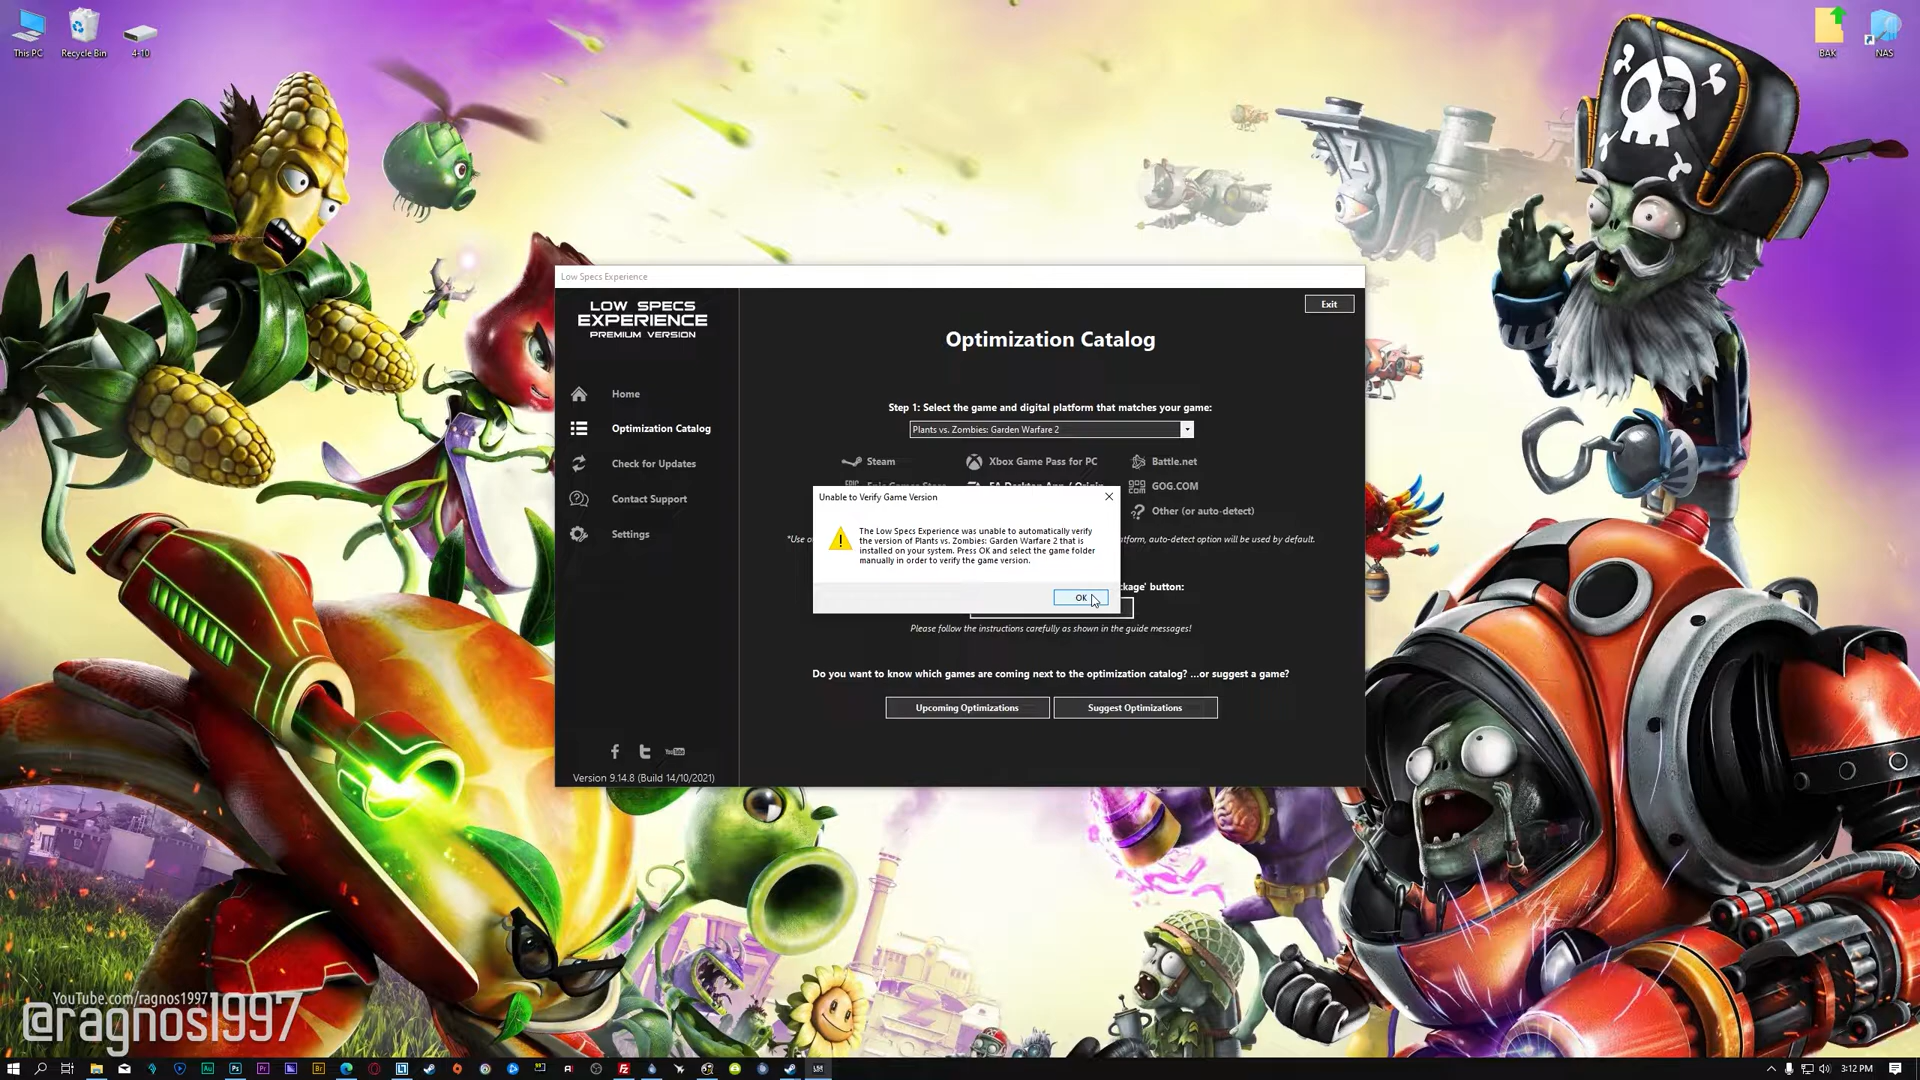 This PC
Recycle Bin
4-10
BAK
NAS
Low Specs Experience
LOW SPECS
EXPERIENCE
PREMIUM VERSION
Exit
Optimization Catalog
Step 1: Select the game and digital platform that matches your game:
Plants vs. Zombies: Garden Warfare 2
Home
Optimization Catalog
Check for Updates
Contact Support
Settings
Steam
Xbox Game Pass for PC
Battle.net
GOG.COM
Other (or auto-detect)
Unable to Verify Game Version
The Low Specs Experience was unable to automatically verify
the version of Plants vs. Zombies: Garden Warfare 2 that is
installed on your system. Press OK and select the game folder
manually in order to verify the game version.
OK
*Use o
tform, auto-detect option will be used by default.
ckage' button:
Please follow the instructions carefully as shown in the guide messages!
Do you want to know which games are coming next to the optimization catalog? ...or suggest a game?
Upcoming Optimizations
Suggest Optimizations
Version 9.14.8 (Build 14/10/2021)
YouTube.com/ragnos1997
@ragnos1997
3:12 PM